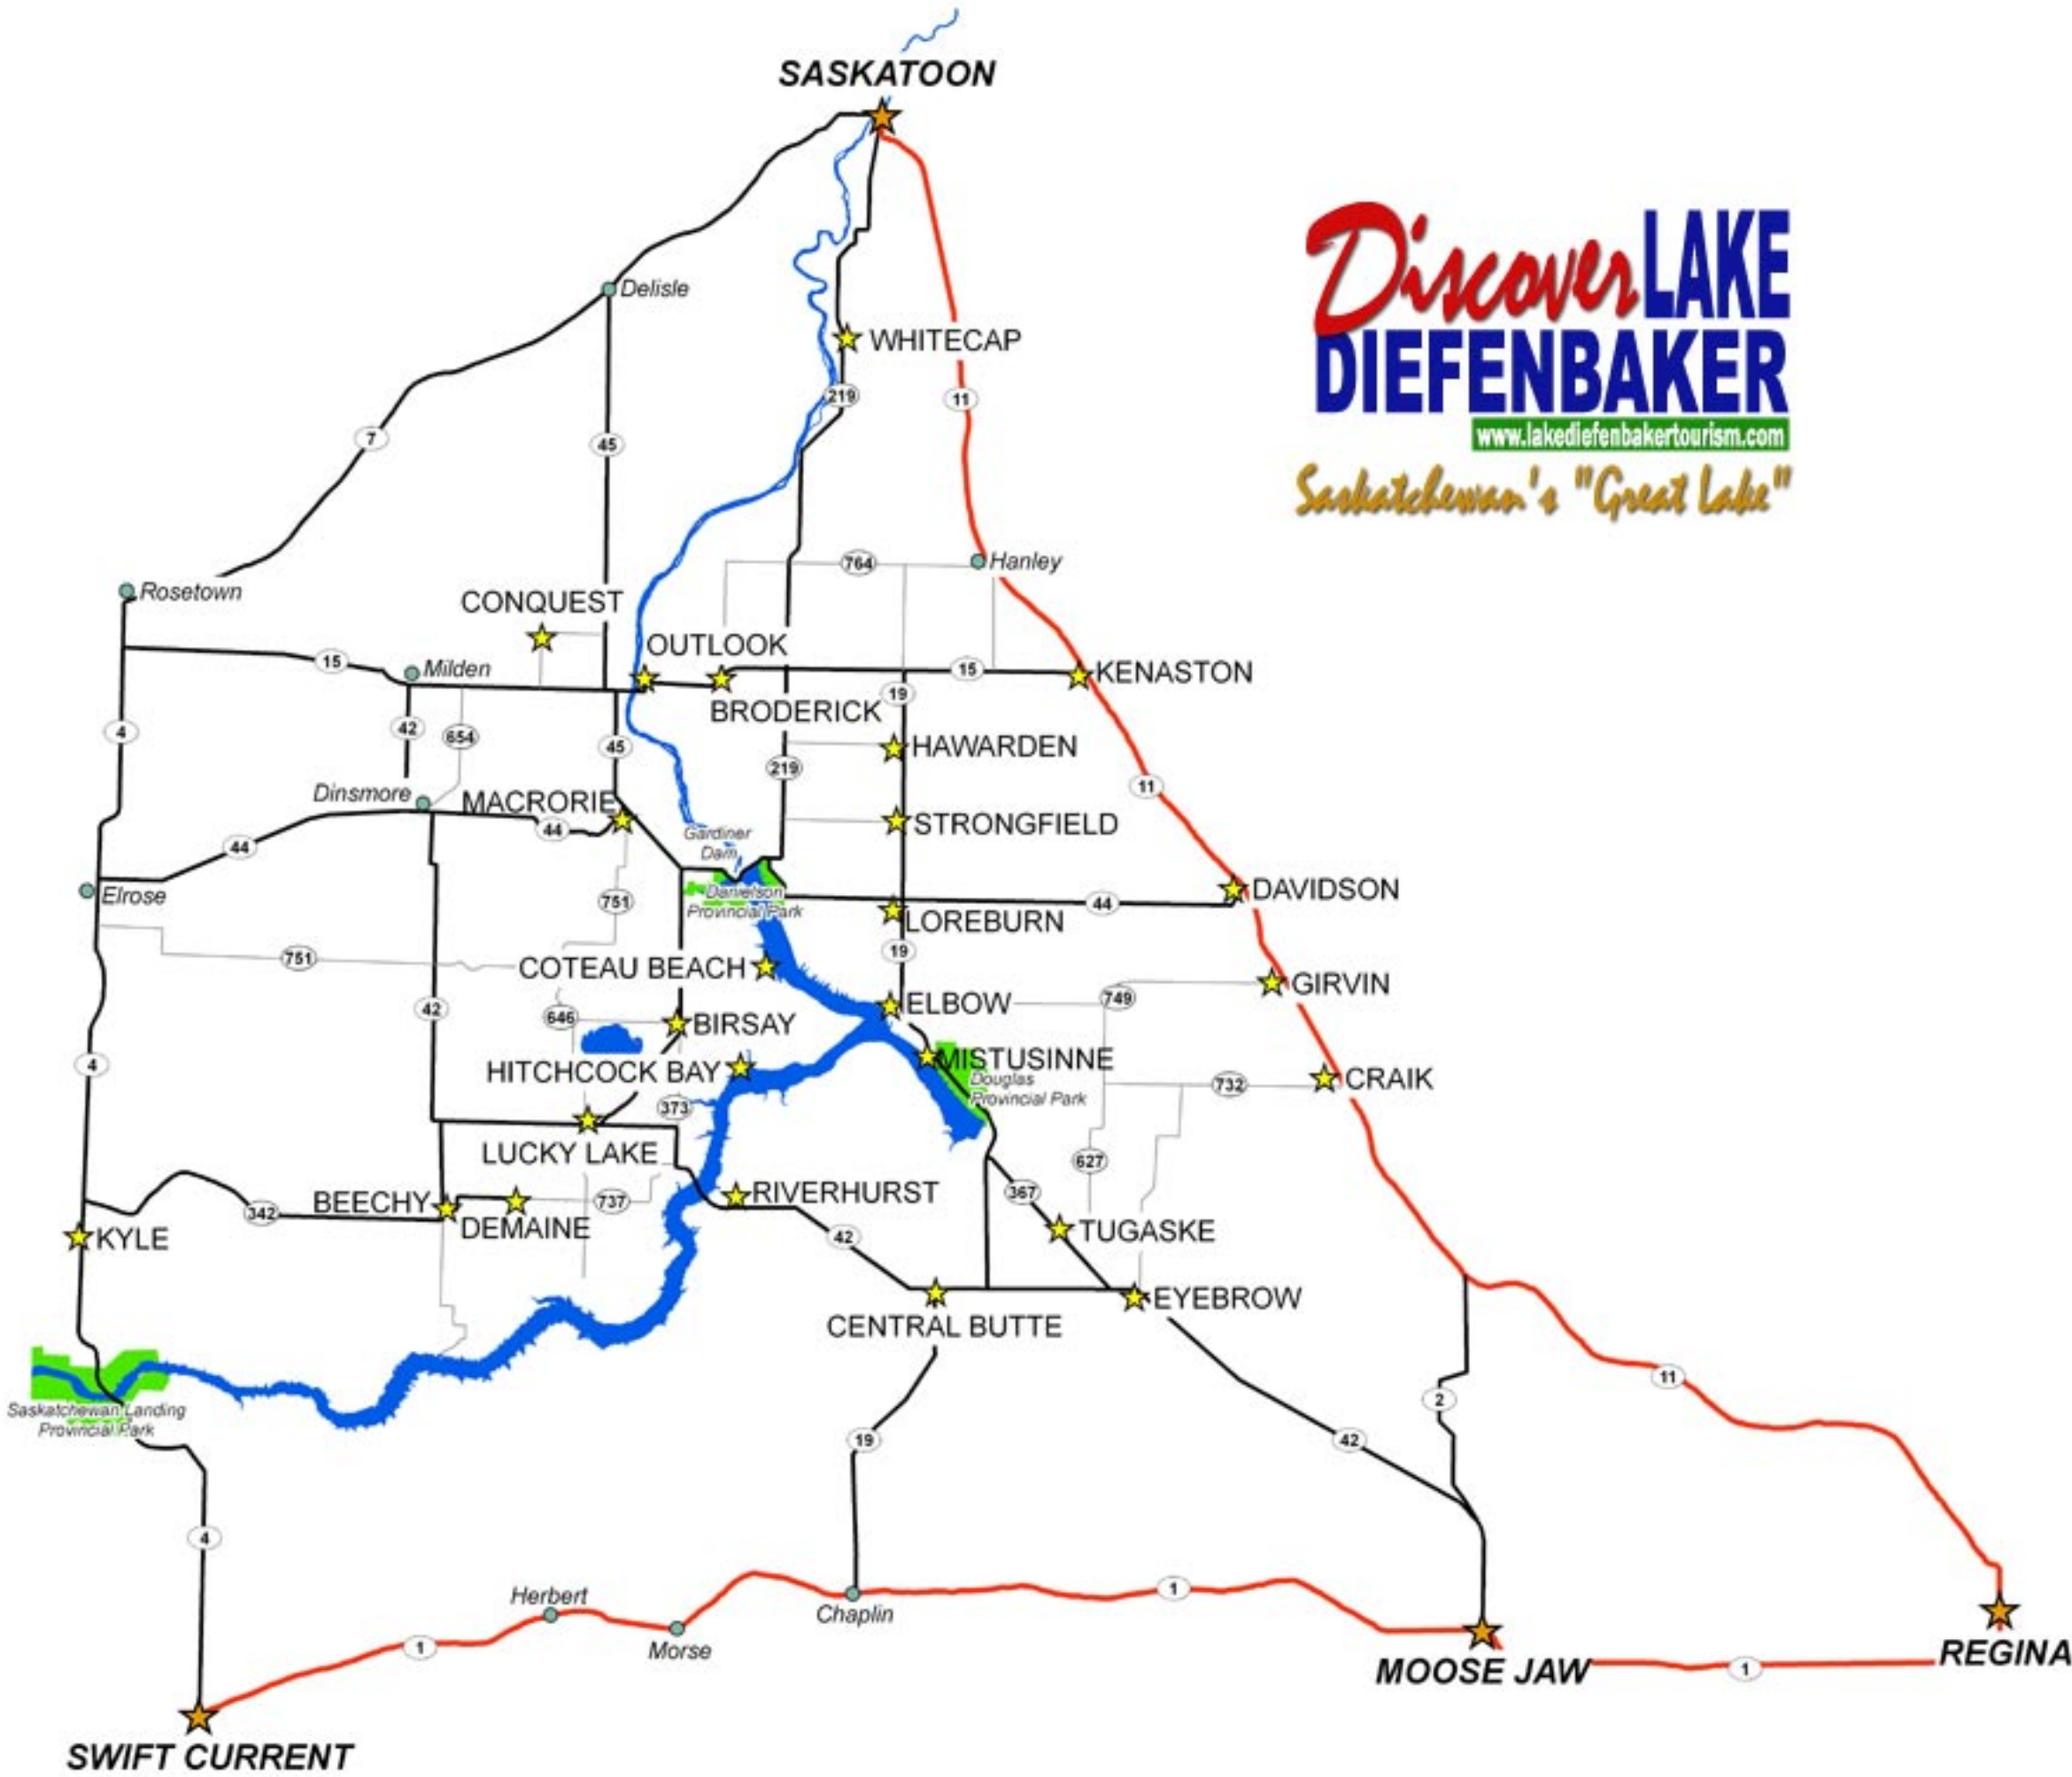 SASKATOON
Discover LAKE
DIEFENBAKER
www.lakediefenbakertourism.com
Saskatchewan's "Great Lake"
Delisle
WHITECAP
219
11
7
45
764
Hanley
Rosetown
CONQUEST
OUTLOOK
15
Milden
15
KENASTON
19
BRODERICK
4
42
654
45
HAWARDEN
219
11
Dinsmore
MACRORIE
44
STRONGFIELD
Gardiner
Dam
44
Elrose
Danielson
Provincial Park
DAVIDSON
751
44
LOREBURN
751
19
COTEAU BEACH
GIRVIN
42
646
ELBOW
749
BIRSAY
4
HITCHCOCK BAY
MISTUSINNE
Douglas
Provincial Park
732
CRAIK
373
LUCKY LAKE
627
BEECHY
737
RIVERHURST
367
342
DEMAINE
KYLE
42
TUGASKE
CENTRAL BUTTE
EYEBROW
11
2
Saskatchewan Landing
Provincial Park
19
42
4
Herbert
Chaplin
1
1
Morse
MOOSE JAW
1
REGINA
SWIFT CURRENT